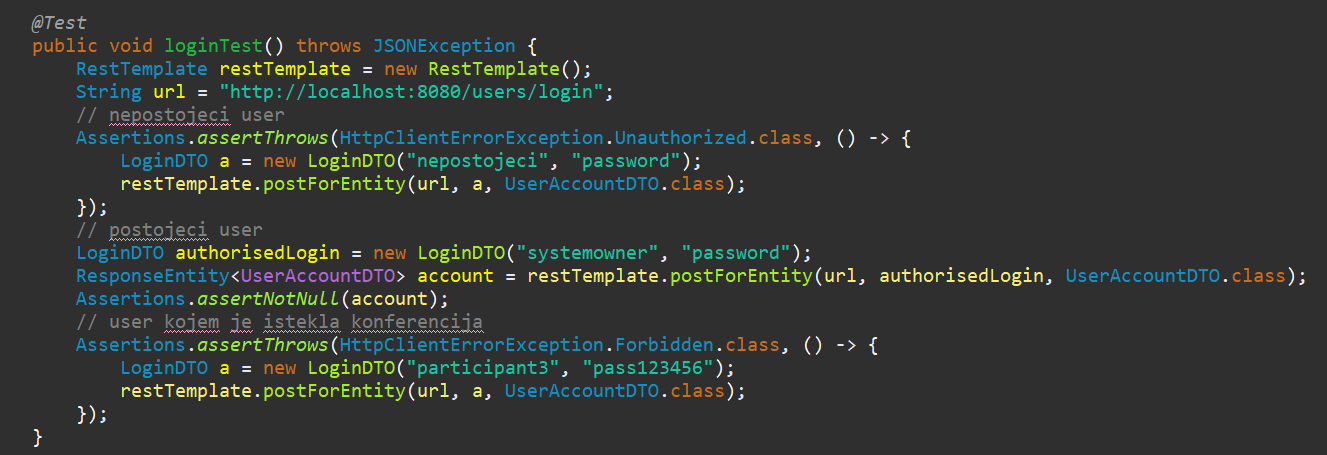 @Test
public void loginTest() throws JSONException {
    RestTemplate restTemplate = new RestTemplate();
    String url = "http://localhost:8080/users/login";
    // nepostojeci user
    Assertions.assertThrows(HttpClientErrorException.Unauthorized.class, () -> {
        LoginDTO a = new LoginDTO("nepostojeci", "password");
        restTemplate.postForEntity(url, a, UserAccountDTO.class);
    });
    // postojeci user
    LoginDTO authorisedLogin = new LoginDTO("systemowner", "password");
    ResponseEntity<UserAccountDTO> account = restTemplate.postForEntity(url, authorisedLogin, UserAccountDTO.class);
    Assertions.assertNotNull(account);
    // user kojem je istekla konferencija
    Assertions.assertThrows(HttpClientErrorException.Forbidden.class, () -> {
        LoginDTO a = new LoginDTO("participant3", "pass123456");
        restTemplate.postForEntity(url, a, UserAccountDTO.class);
    });
}